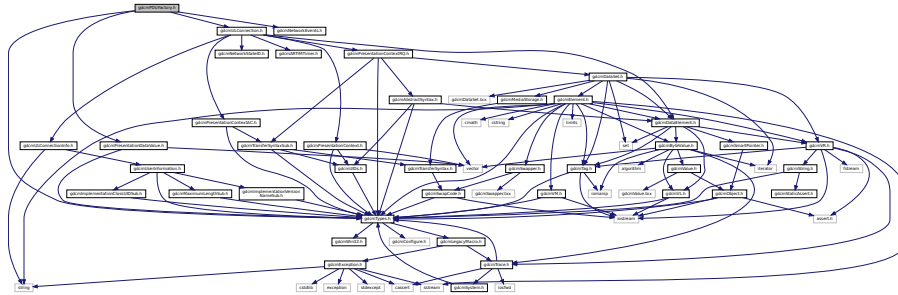 gdcmPDUFactory.h
gdcmULConnection.h
gdcmNetworkEvents.h
gdcmNetworkStateID.h
gdcmARTIMTimer.h
gdcmPresentationContextRQ.h
gdcmDataSet.h
gdcmAbstractSyntax.h
gdcmDataSet.txx
gdcmMediaStorage.h
gdcmElement.h
gdcmPresentationContextAC.h
cmath
cstring
limits
gdcmDataElement.h
gdcmULConnectionInfo.h
gdcmPresentationDataValue.h
gdcmTransferSyntaxSub.h
gdcmPresentationContext.h
set
gdcmByteValue.h
gdcmSmartPointer.h
gdcmVR.h
gdcmUserInformation.h
gdcmUIDs.h
gdcmTransferSyntax.h
vector
gdcmSwapper.h
gdcmTag.h
algorithm
gdcmValue.h
iterator
gdcmString.h
fstream
gdcmImplementationClassUIDSub.h
gdcmMaximumLengthSub.h
gdcmImplementationVersion
NameSub.h
gdcmSwapCode.h
gdcmSwapper.txx
gdcmVM.h
iomanip
gdcmValue.txx
gdcmVL.h
gdcmObject.h
gdcmStaticAssert.h
gdcmTypes.h
iostream
assert.h
gdcmWin32.h
gdcmConfigure.h
gdcmLegacyMacro.h
gdcmException.h
gdcmTrace.h
string
cstdlib
exception
stdexcept
cassert
sstream
gdcmSystem.h
iosfwd